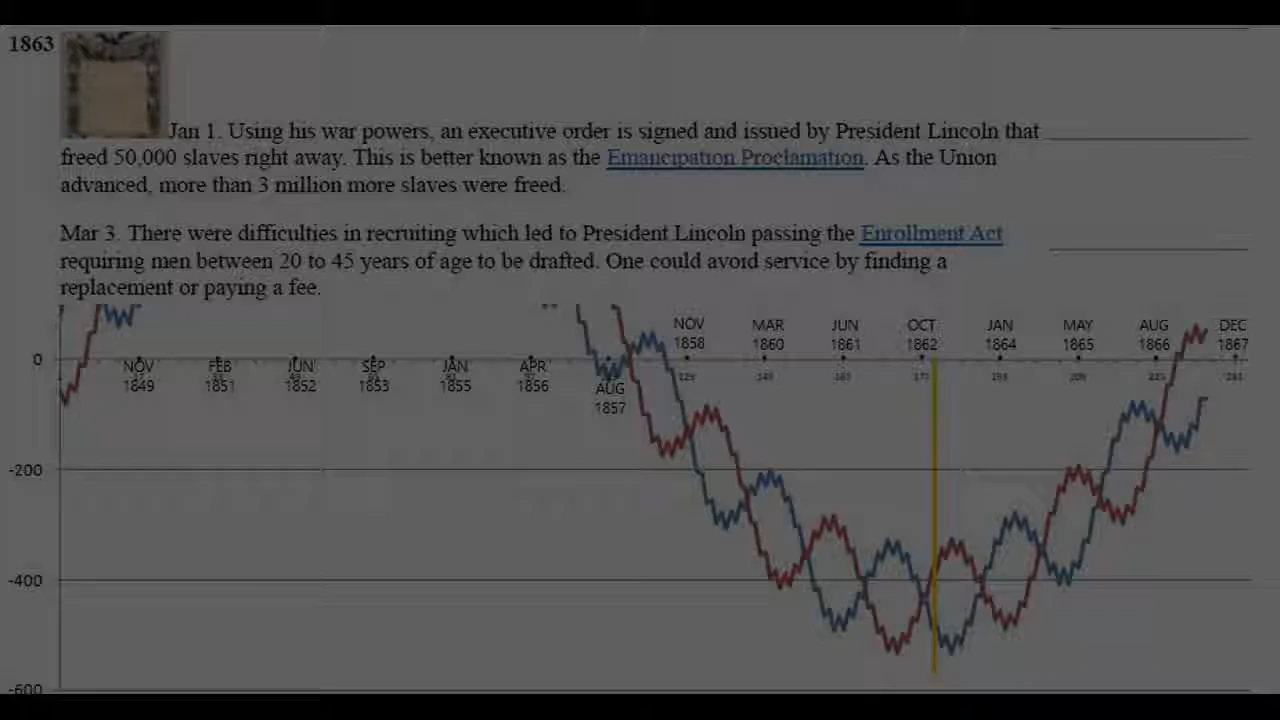 1863
Jan 1. Using his war powers, an executive order is signed and issued by President Lincoln that
freed 50,000 slaves right away. This is better known as the Emancipation Proclamation. As the Union
advanced, more than 3 million more slaves were freed.
Mar 3. There were difficulties in recruiting which led to President Lincoln passing the Enrollment Act
requiring men between 20 to 45 years of age to be drafted. One could avoid service by finding a
replacement or paying a fee.
NOV MAR JUN OCT JAN MAY AUG DEC
1858 1860 1861 1862 1864 1865 1866 1867
0
NOV FEB JUN SEP JAN APR
1849 1851 1852 1853 1855 1856
AUG
1857
-200
-400
-600